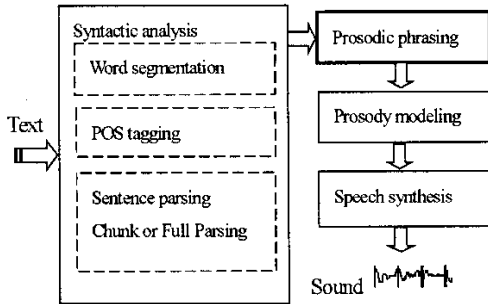 Text
Syntactic analysis
Word segmentation
POS tagging
Sentence parsing
Chunk or Full Parsing
Prosodic phrasing
Prosody modeling
Speech synthesis
Sound